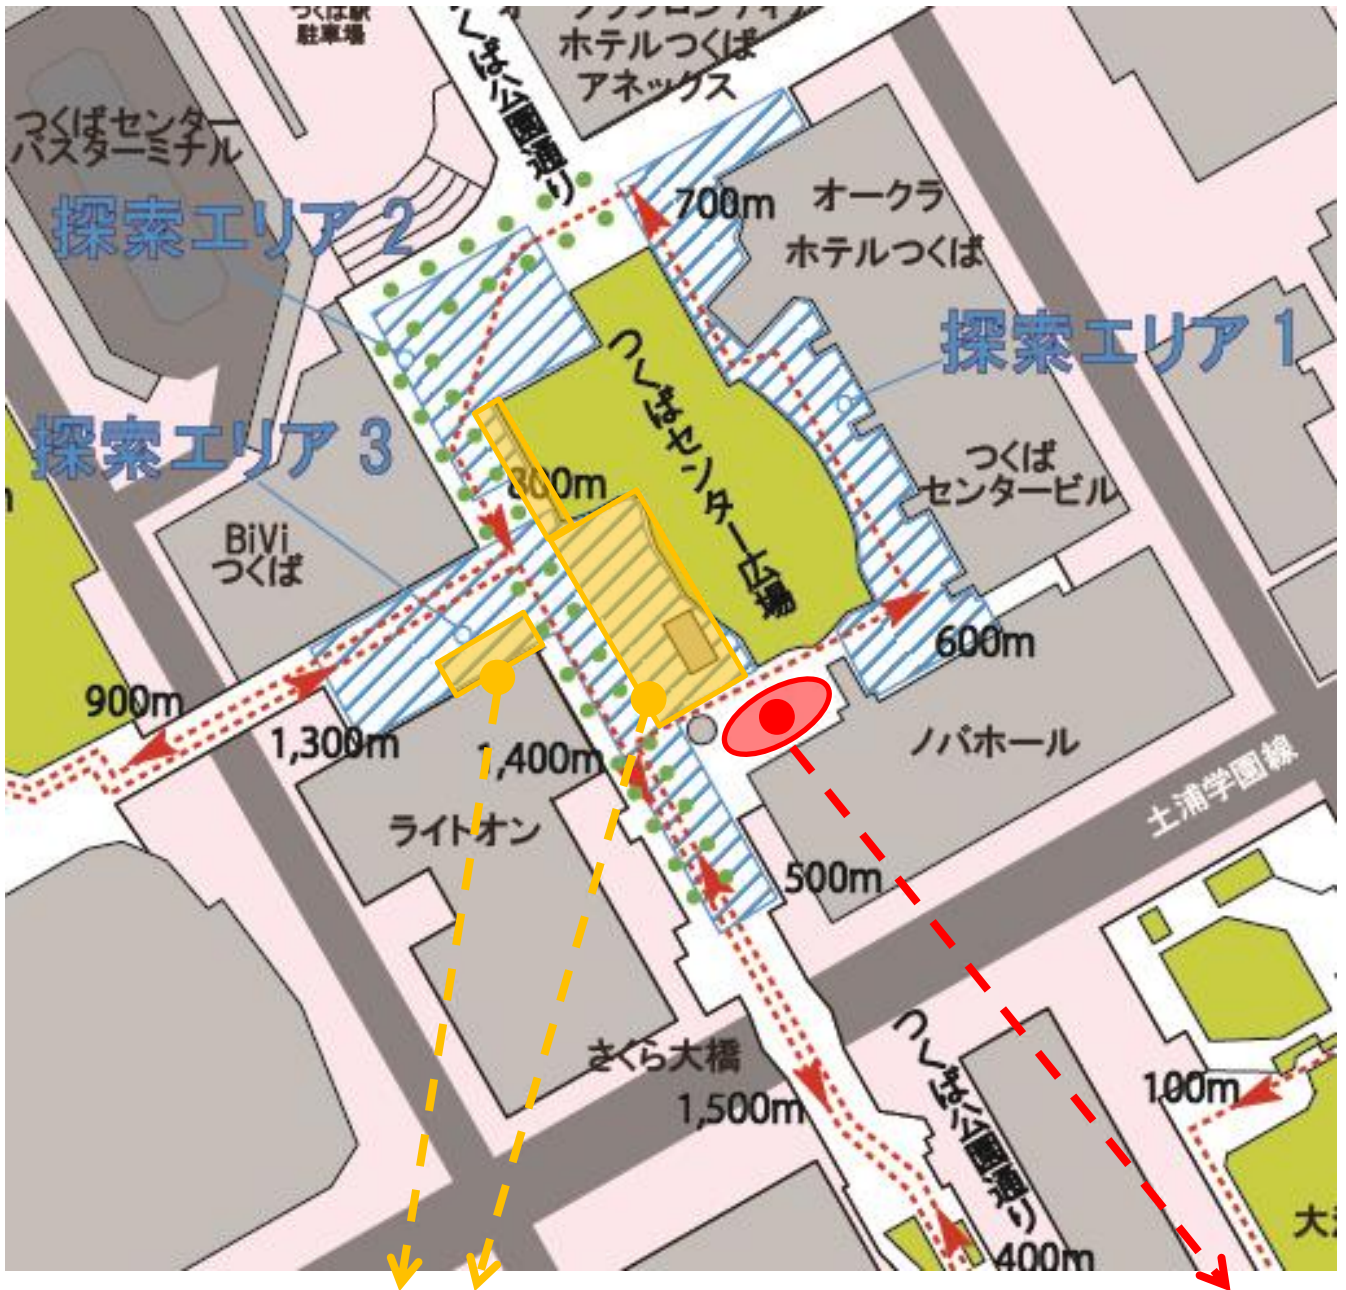 つくば駅
駐車場
つくば公園通り
ホテルつくば
アネックス
つくばセンター
バスターミナル
探索エリア 2
700m
オークラ
ホテルつくば
探索エリア 1
つくばセンター広場
探索エリア 3
800m
つくば
センタービル
BiVi
つくば
600m
900m
1,300m
1,400m
ノバホール
ライトオン
土浦学園線
500m
さくら大橋
1,500m
つくば公園通り
100m
400m